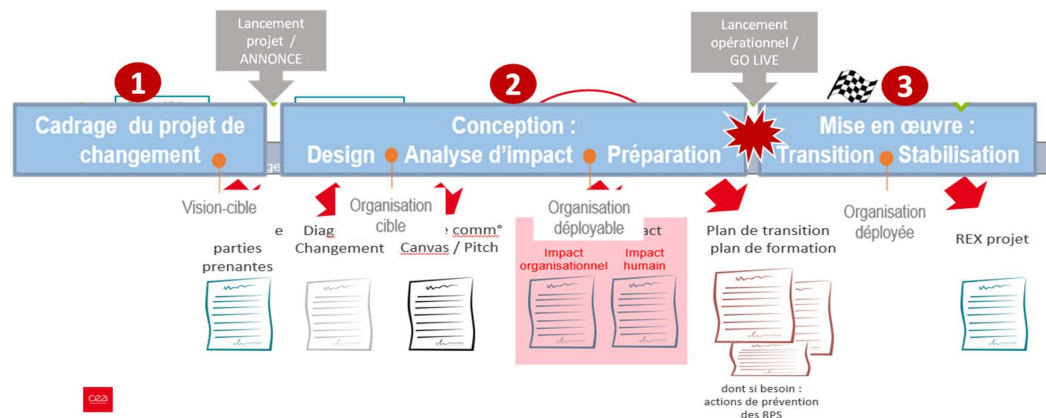 Lancement
projet /
ANNONCE
Lancement
opérationnel /
GO LIVE
1
2
3
Cadrage du projet de
changement
Conception :
Design
Analyse d'impact
Préparation
Mise en œuvre :
Transition
Stabilisation
Vision-cible
Organisation
cible
Organisation
déployable
Organisation
déployée
parties
prenantes
Changement
comm°
Canvas / Pitch
Impact
organisationnel
Impact
humain
Plan de transition
plan de formation
REX projet
dont si besoin :
actions de prévention
des RPS
cea